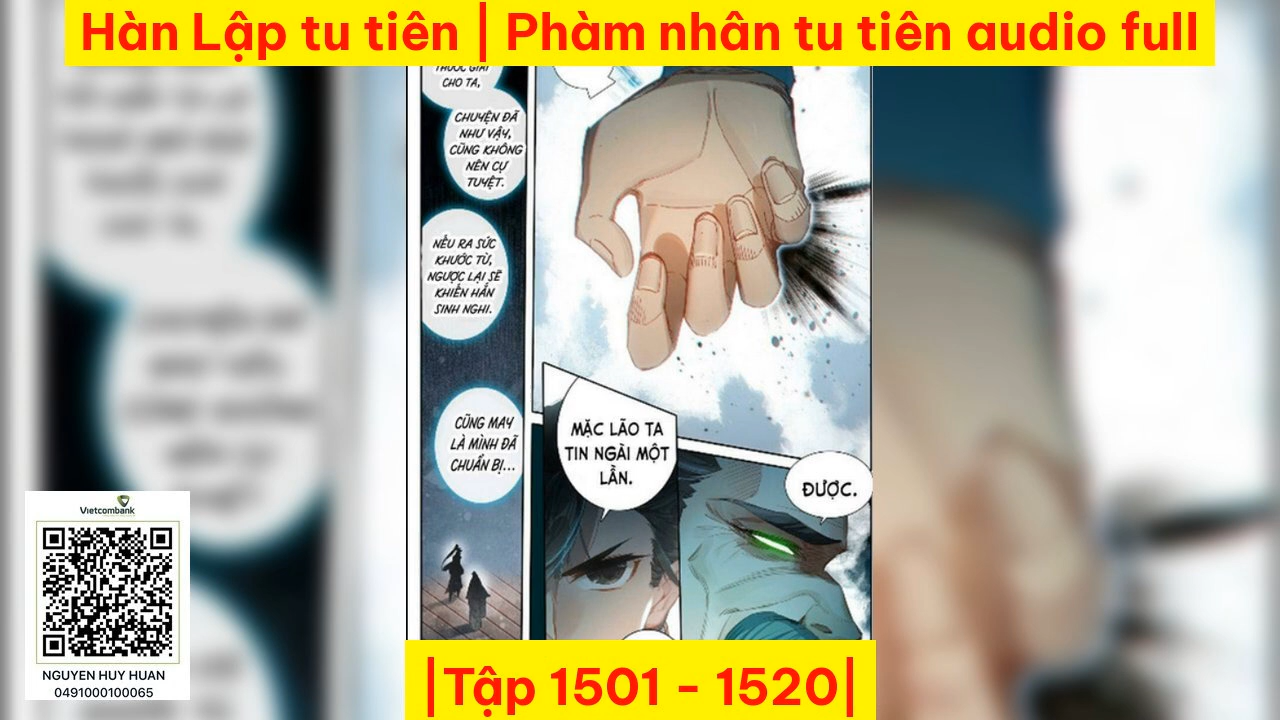 Hàn Lập tu tiên | Phàm nhân tu tiên audio full
THUỐC GIẢI
CHO TA,
CHUYỆN ĐÃ
NHƯ VẬY,
CŨNG KHÔNG
NÊN CỰ
TUYỆT.
NẾU RA SỨC
KHƯỚC TỪ,
NGƯỢC LẠI SẼ
KHIẾN HẮN
SINH NGHI.
CŨNG MAY
LÀ MÌNH ĐÃ
CHUẨN BỊ...
MẶC LÃO TA
TIN NGÀI MỘT
LẦN.
ĐƯỢC.
Vietcombank
NGUYEN HUY HUAN
0491000100065
|Tập 1501 - 1520|